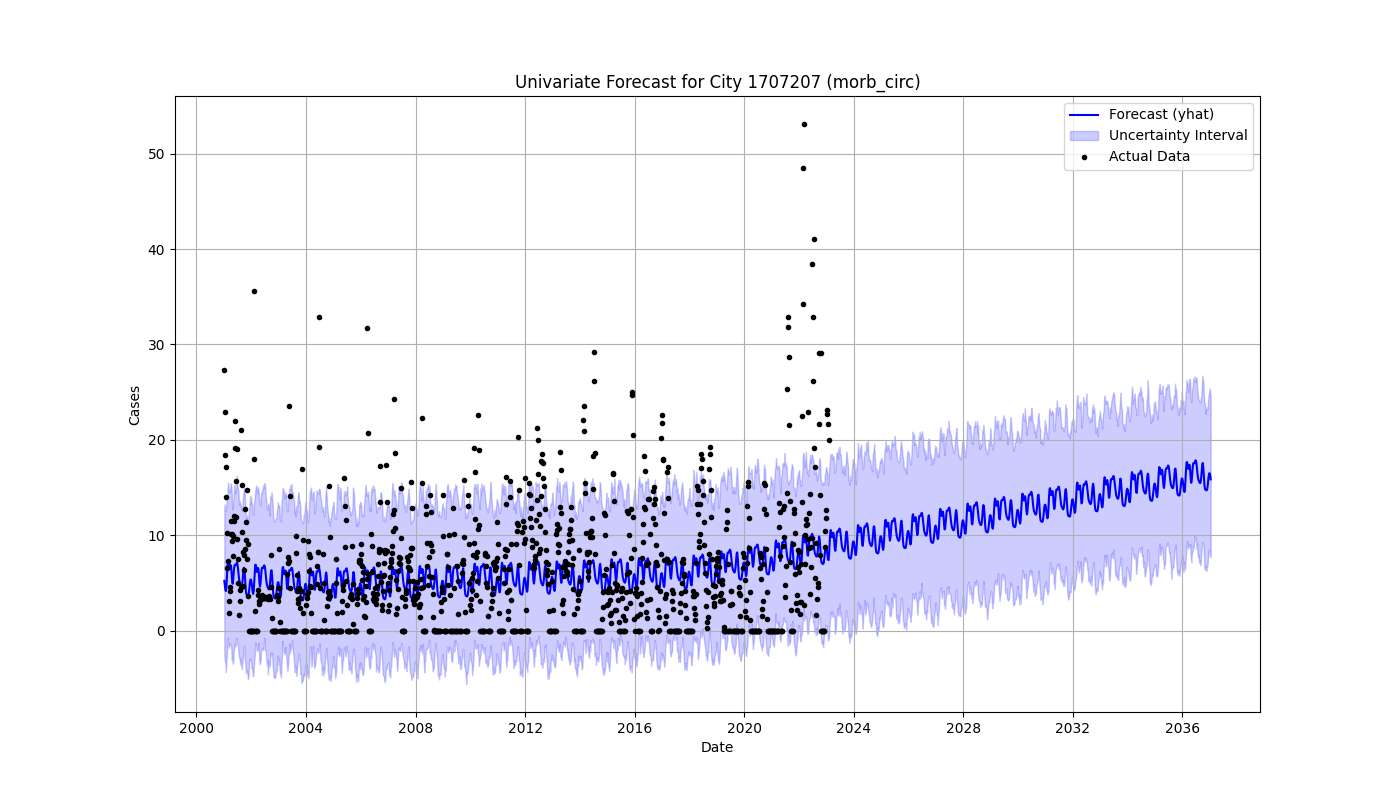 Univariate Forecast for City 1707207 (morb_circ)
Forecast (yhat)
Uncertainty Interval
Actual Data
Cases
50
40
30
20
10
0
2000 2004 2008 2012 2016 2020 2024 2028 2032 2036
Date